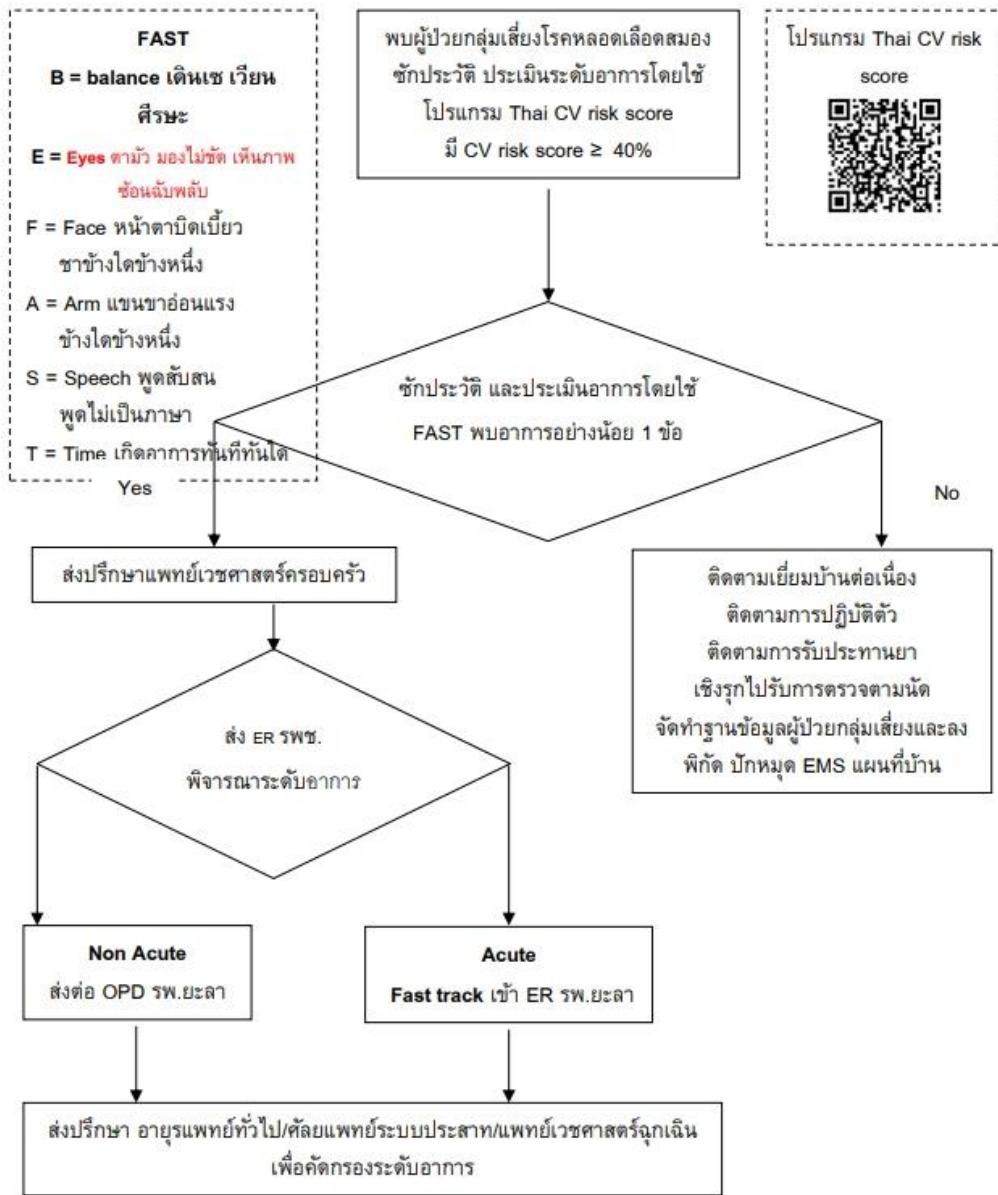 FAST
B = balance เดินเซ เวียน
ศีรษะ
E = Eyes ตามัว มองไม่ชัด เห็นภาพ
ซ้อนฉับพลับ
F = Face หน้าตาบิดเบี้ยว
ชาข้างใดข้างหนึ่ง
A = Arm แขนขาอ่อนแรง
ข้างใดข้างหนึ่ง
S = Speech พูดสับสน
พูดไม่เป็นภาษา
T = Time เกิดอาการทันทีทันใด
พบผู้ป่วยกลุ่มเสี่ยงโรคหลอดเลือดสมอง
ซักประวัติ ประเมินระดับอาการโดยใช้
โปรแกรม Thai CV risk score
มี CV risk score ≥ 40%
โปรแกรม Thai CV risk
score
ซักประวัติ และประเมินอาการโดยใช้
FAST พบอาการอย่างน้อย 1 ข้อ
Yes
No
ส่งปรึกษาแพทย์เวชศาสตร์ครอบครัว
ติดตามเยี่ยมบ้านต่อเนื่อง
ติดตามการปฏิบัติตัว
ติดตามการรับประทานยา
เชิงรุกไปรับการตรวจตามนัด
จัดทำฐานข้อมูลผู้ป่วยกลุ่มเสี่ยงและลง
พิกัด ปักหมุด EMS แผนที่บ้าน
ส่ง ER รพช.
พิจารณาระดับอาการ
Non Acute
ส่งต่อ OPD รพ.ยะลา
Acute
Fast track เข้า ER รพ.ยะลา
ส่งปรึกษา อายุรแพทย์ทั่วไป/ศัลยแพทย์ระบบประสาท/แพทย์เวชศาสตร์ฉุกเฉิน
เพื่อคัดกรองระดับอาการ